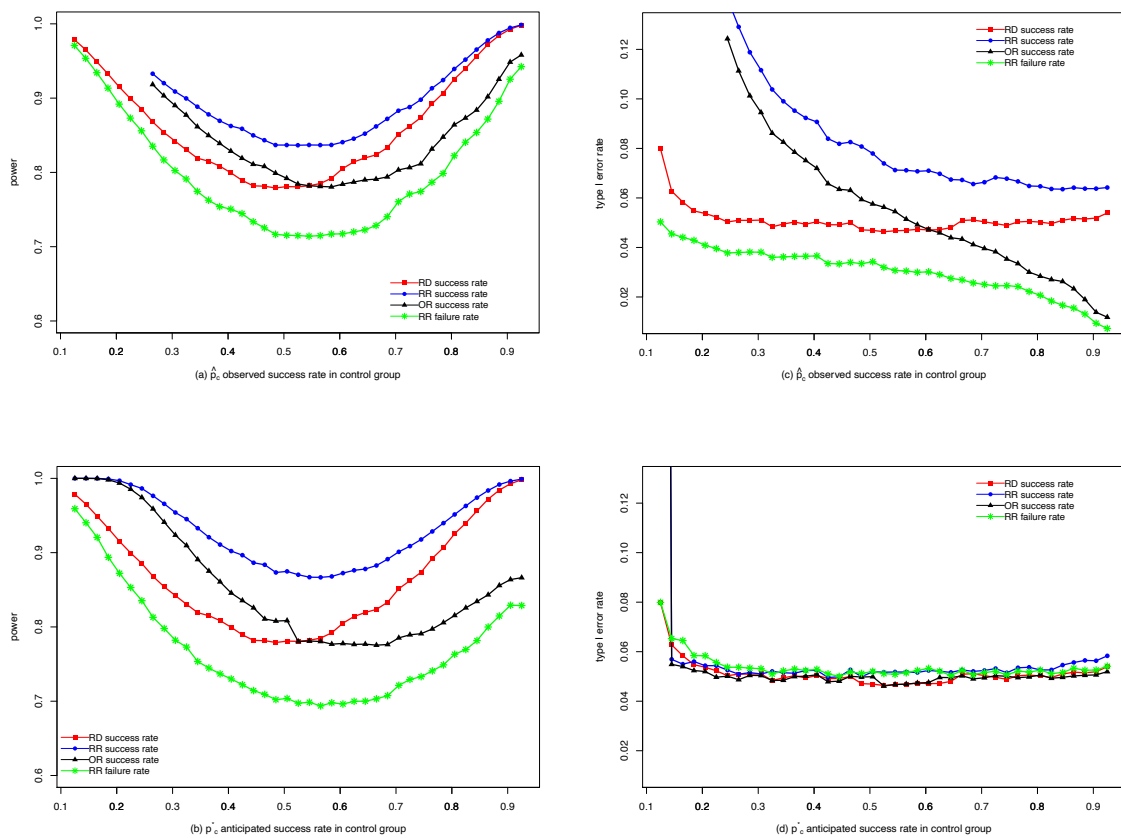 1.0
0.9
0.8
0.7
0.6
power
RD success rate
RR success rate
OR success rate
RR failure rate
0.1 0.2 0.3 0.4 0.5 0.6 0.7 0.8 0.9
(a) p̂c observed success rate in control group
0.12
0.10
0.08
0.06
0.04
0.02
type I error rate
RD success rate
RR success rate
OR success rate
RR failure rate
0.1 0.2 0.3 0.4 0.5 0.6 0.7 0.8 0.9
(c) p̂c observed success rate in control group
1.0
0.9
0.8
0.7
0.6
power
RD success rate
RR success rate
OR success rate
RR failure rate
0.1 0.2 0.3 0.4 0.5 0.6 0.7 0.8 0.9
(b) p*c anticipated success rate in control group
0.12
0.10
0.08
0.06
0.04
0.02
type I error rate
RD success rate
RR success rate
OR success rate
RR failure rate
0.1 0.2 0.3 0.4 0.5 0.6 0.7 0.8 0.9
(d) p*c anticipated success rate in control group